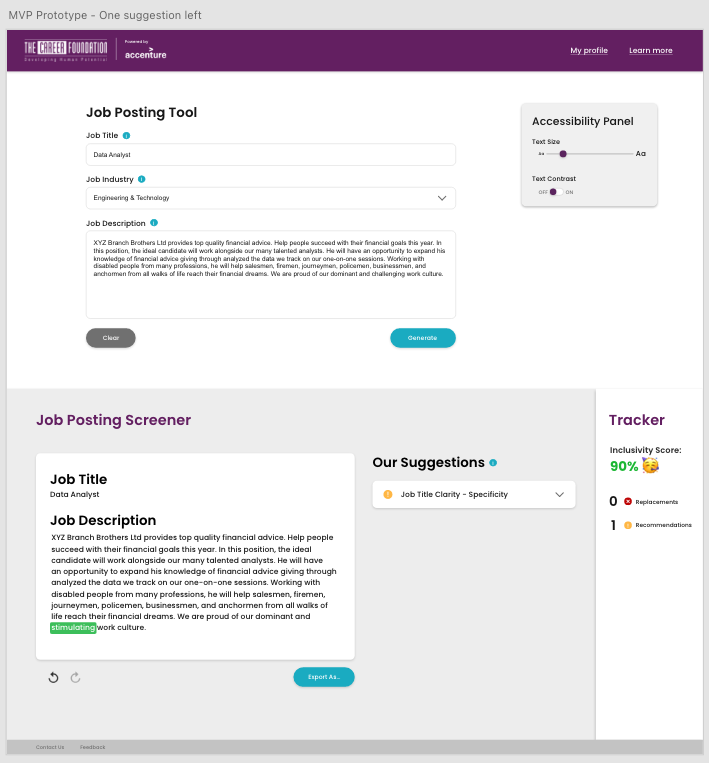 MVP Prototype - One suggestion left
THE CAREER FOUNDATION
Developing Human Potential
Powered by
accenture
My profile
Learn more
Job Posting Tool
Job Title
Data Analyst
Job Industry
Engineering & Technology
Job Description
XYZ Branch Brothers Ltd provides top quality financial advice. Help people succeed with their financial goals this year. In
this position, the ideal candidate will work alongside our many talented analysts. He will have an opportunity to expand his
knowledge of financial advice giving through analyzed the data we track on our one-on-one sessions. Working with
disabled people from many professions, he will help salesmen, firemen, journeymen, policemen, businessmen, and
anchormen from all walks of life reach their financial dreams. We are proud of our dominant and challenging work culture.
Clear
Generate
Accessibility Panel
Text Size
Aa
Aa
Text Contrast
OFF
ON
Job Posting Screener
Job Title
Data Analyst
Job Description
XYZ Branch Brothers Ltd provides top quality financial advice. Help people
succeed with their financial goals this year. In this position, the ideal
candidate will work alongside our many talented analysts. He will have
an opportunity to expand his knowledge of financial advice giving through
analyzed the data we track on our one-on-one sessions. Working with
disabled people from many professions, he will help salesmen, firemen,
journeymen, policemen, businessmen, and anchormen from all walks of
life reach their financial dreams. We are proud of our dominant and
stimulating work culture.
Export As...
Our Suggestions
Job Title Clarity - Specificity
Tracker
Inclusivity Score:
90%
0 Replacements
1 Recommendations
Contact Us
Feedback